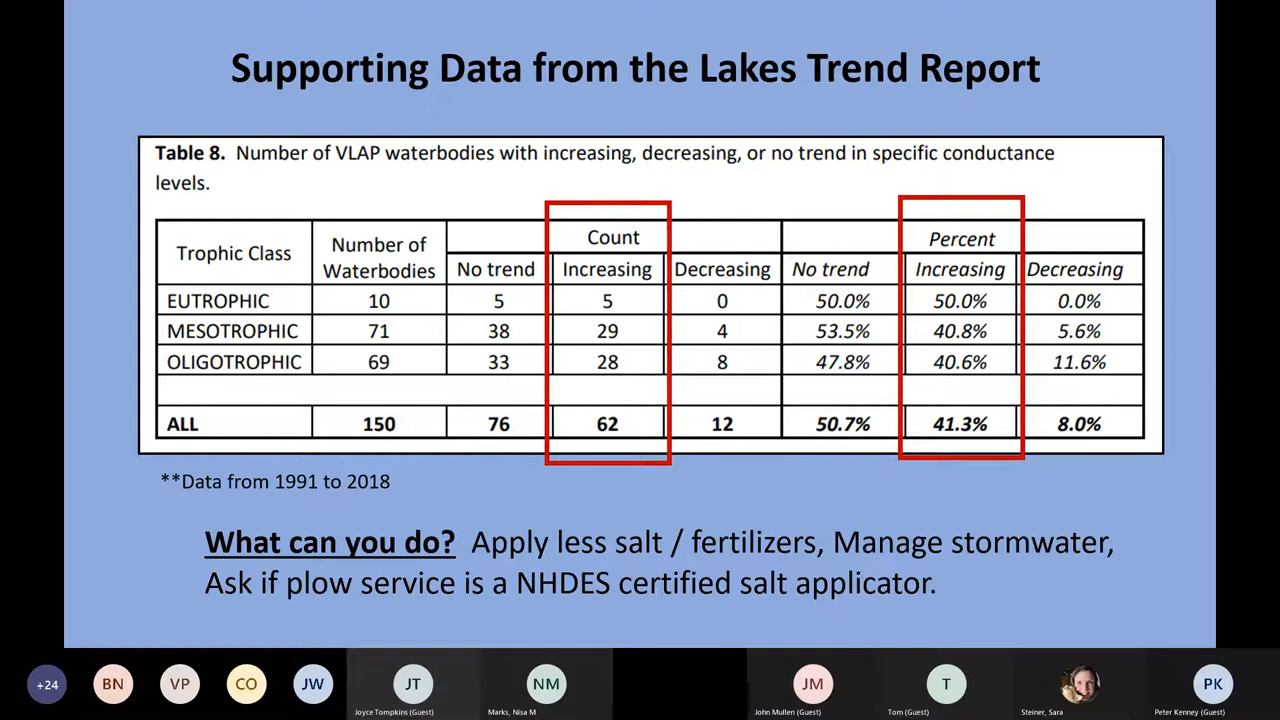 Supporting Data from the Lakes Trend Report
Table 8. Number of VLAP waterbodies with increasing, decreasing, or no trend in specific conductance
levels.
Trophic Class Number of Waterbodies Count Percent
No trend Increasing Decreasing No trend Increasing Decreasing
EUTROPHIC 10 5 5 0 50.0% 50.0% 0.0%
MESOTROPHIC 71 38 29 4 53.5% 40.8% 5.6%
OLIGOTROPHIC 69 33 28 8 47.8% 40.6% 11.6%
ALL 150 76 62 12 50.7% 41.3% 8.0%
**Data from 1991 to 2018
What can you do? Apply less salt / fertilizers, Manage stormwater,
Ask if plow service is a NHDES certified salt applicator.
+24 BN VP CO JW JT NM JM T PK
Joyce Tompkins (Guest) Marks, Nisa M John Mullen (Guest) Tom (Guest) Steiner, Sara Peter Kenney (Guest)